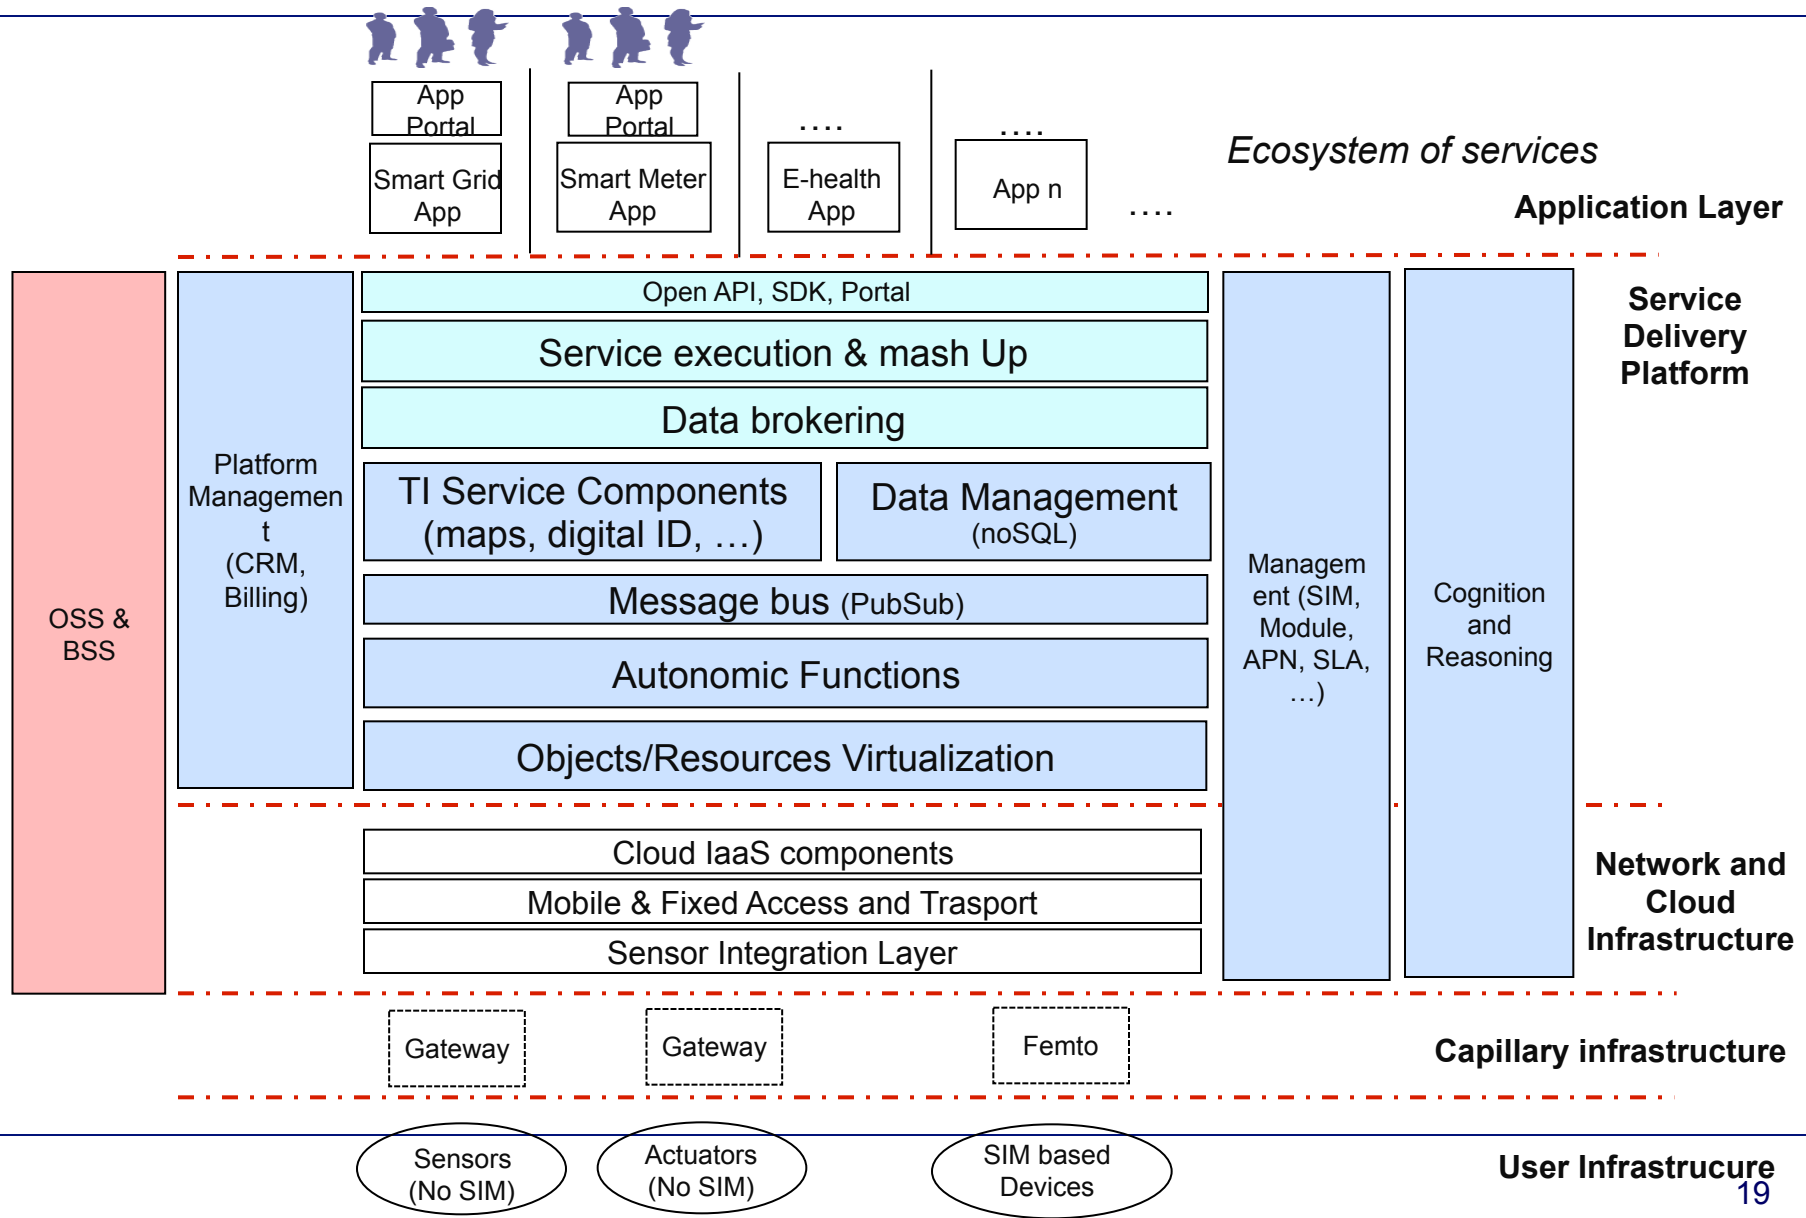 App
Portal
App
Portal
....
....
Smart Grid
App
Smart Meter
App
E-health
App
App n
....
Ecosystem of services
Application Layer
OSS &
BSS
Platform
Managemen
t
(CRM,
Billing)
Open API, SDK, Portal
Service execution & mash Up
Data brokering
TI Service Components
(maps, digital ID, …)
Data Management
(noSQL)
Message bus (PubSub)
Autonomic Functions
Objects/Resources Virtualization
Managem
ent (SIM,
Module,
APN, SLA,
…)
Cognition
and
Reasoning
Service
Delivery
Platform
Cloud IaaS components
Mobile & Fixed Access and Trasport
Sensor Integration Layer
Network and
Cloud
Infrastructure
Gateway
Gateway
Femto
Capillary infrastructure
Sensors
(No SIM)
Actuators
(No SIM)
SIM based
Devices
User Infrastrucure
19